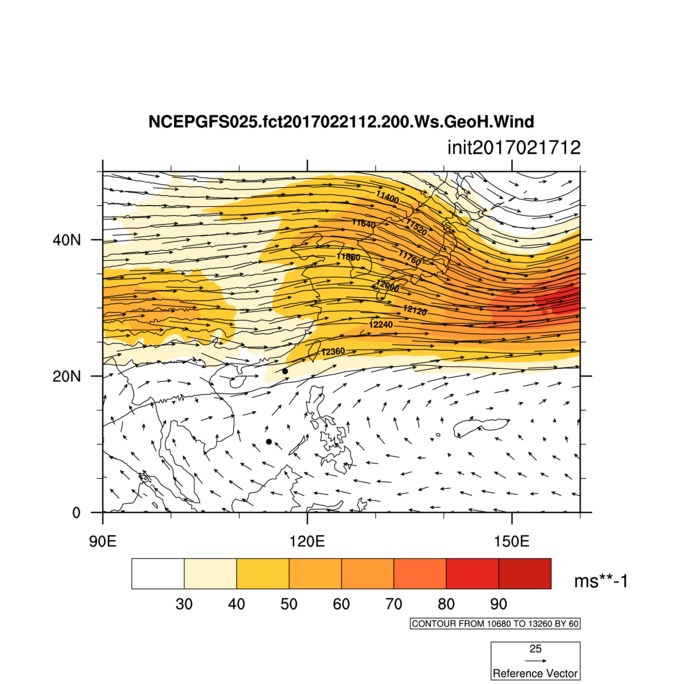 NCEPGFS025.fct2017022112.200.Ws.GeoH.Wind
init2017021712
11400
11640
11520
11880
11760
12000
12120
12240
12360
40N
20N
0
90E 120E 150E
30 40 50 60 70 80 90
ms**-1
CONTOUR FROM 10680 TO 13260 BY 60
25
Reference Vector